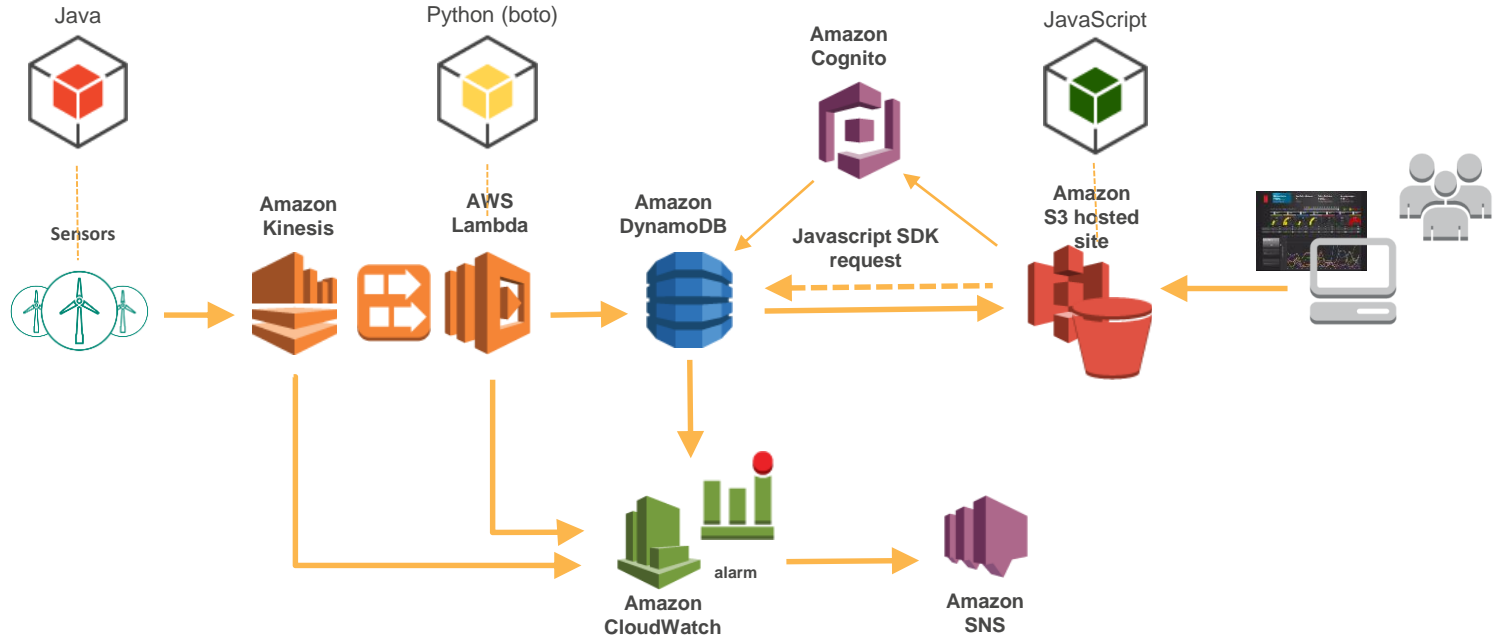 Java
Python (boto)
JavaScript
Amazon
Cognito
Sensors
Amazon
Kinesis
AWS
Lambda
Amazon
DynamoDB
Javascript SDK
request
Amazon
S3 hosted
site
alarm
Amazon
CloudWatch
Amazon
SNS